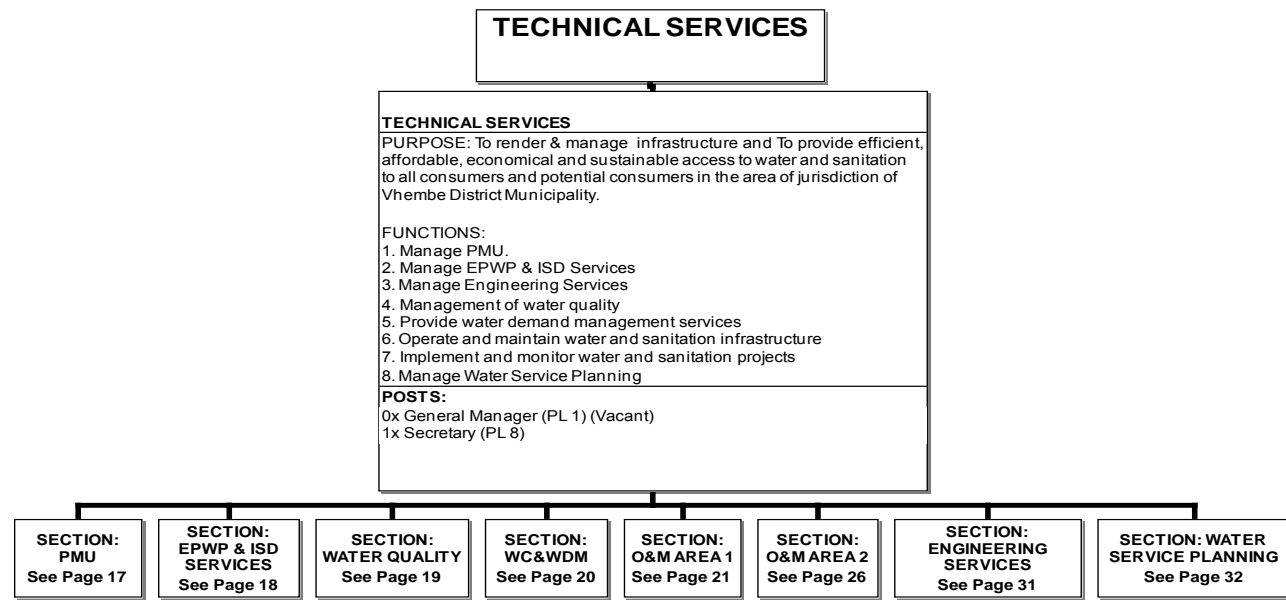 TECHNICAL SERVICES
TECHNICAL SERVICES
PURPOSE: To render & manage infrastructure and To provide efficient,
affordable, economical and sustainable access to water and sanitation
to all consumers and potential consumers in the area of jurisdiction of
Vhembe District Municipality.
FUNCTIONS:
1. Manage PMU.
2. Manage EPWP & ISD Services
3. Manage Engineering Services
4. Management of water quality
5. Provide water demand management services
6. Operate and maintain water and sanitation infrastructure
7. Implement and monitor water and sanitation projects
8. Manage Water Service Planning
POSTS:
0x General Manager (PL 1) (Vacant)
1x Secretary (PL 8)
SECTION:
PMU
See Page 17
SECTION:
EPWP & ISD
SERVICES
See Page 18
SECTION:
WATER QUALITY
See Page 19
SECTION:
WC&WDM
See Page 20
SECTION:
O&M AREA 1
See Page 21
SECTION:
O&M AREA 2
See Page 26
SECTION:
ENGINEERING
SERVICES
See Page 31
SECTION: WATER
SERVICE PLANNING
See Page 32